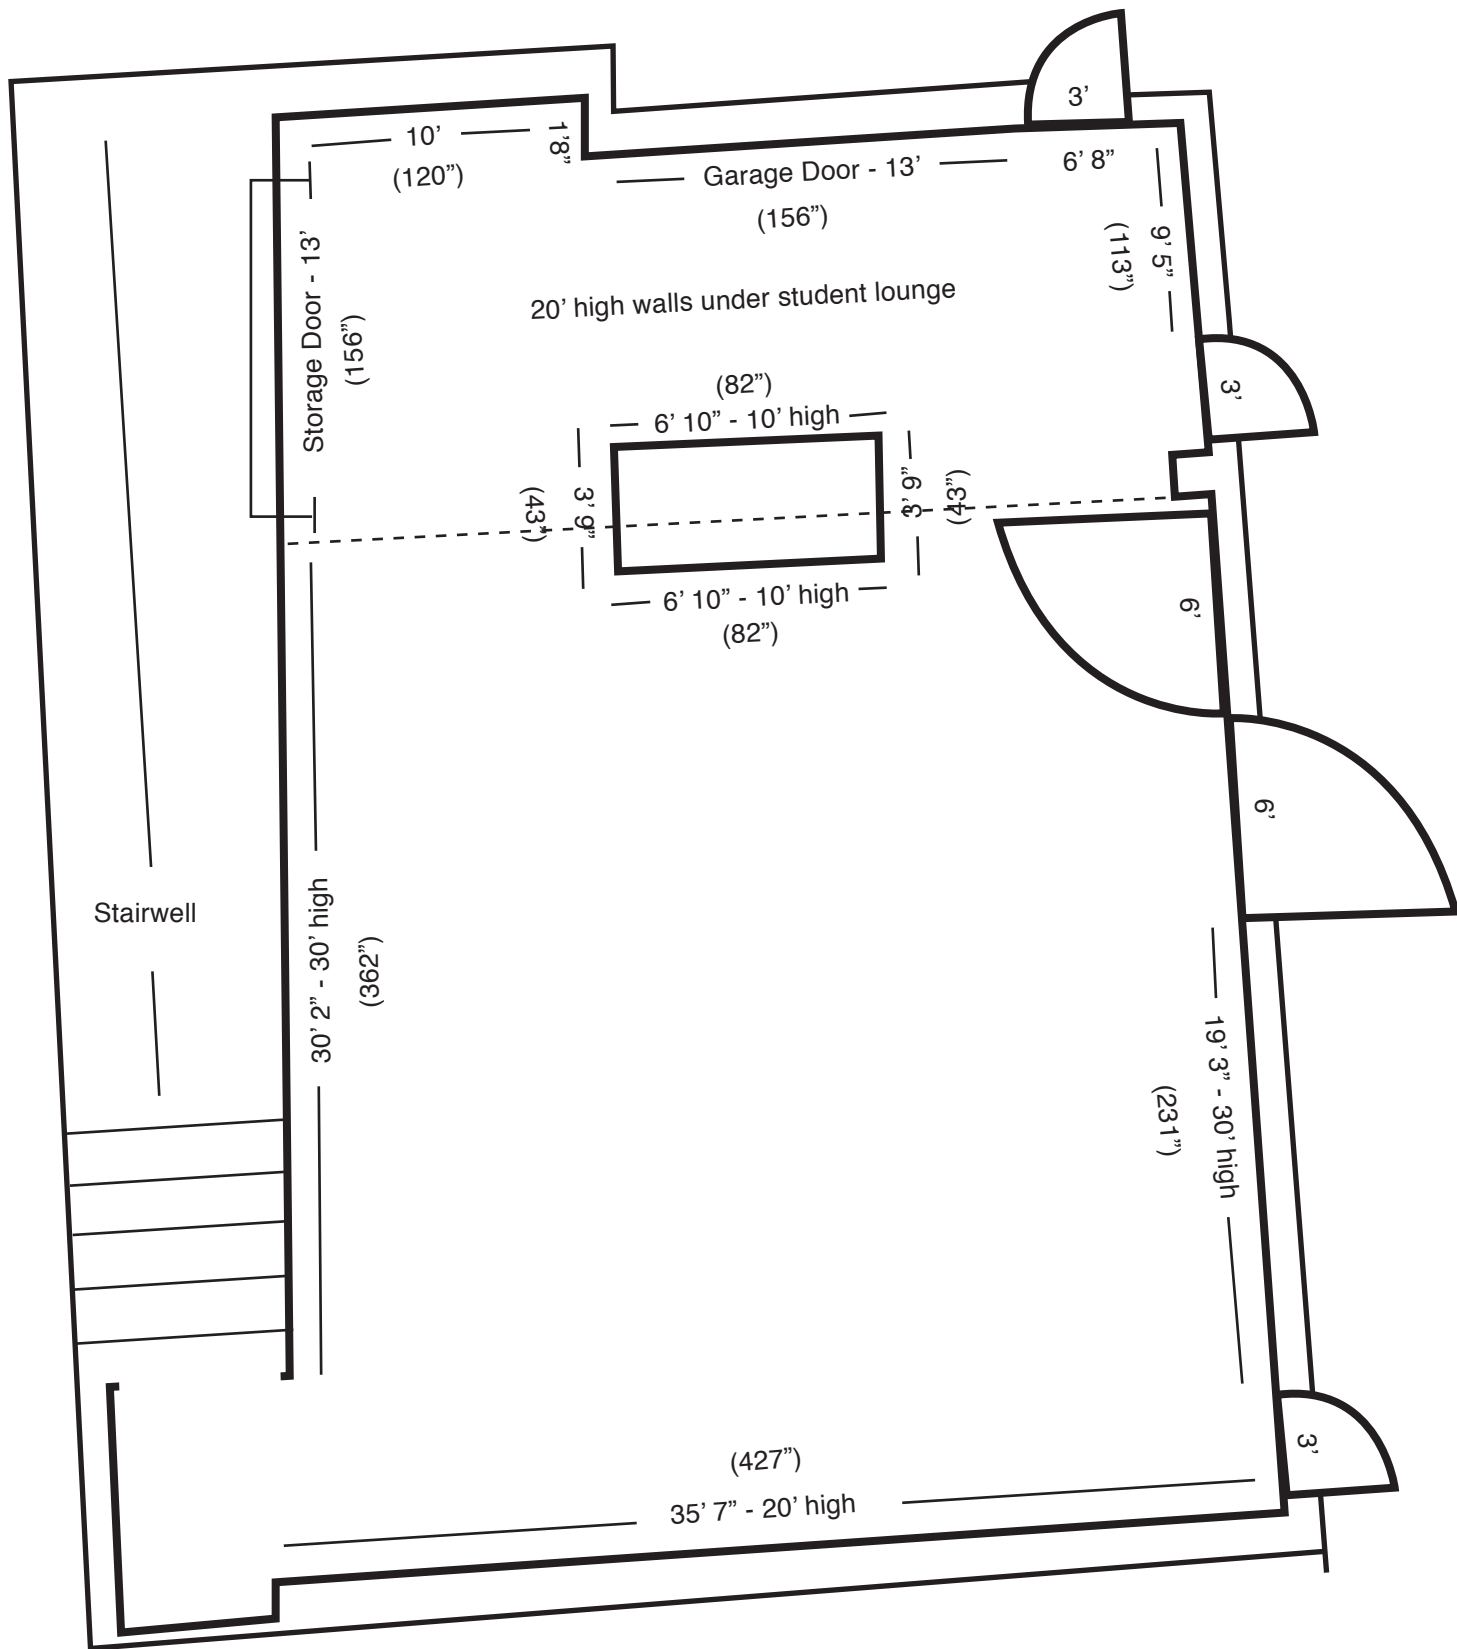 3’
10’
1’8”
(120”)
Garage Door - 13’
6’ 8”
(156”)
9’ 5”
(113”)
Storage Door - 13’
(156”)
20’ high walls under student lounge
3’
(82”)
6’ 10” - 10’ high
(43”)
3’ 9”
3’ 9”
(43”)
6’ 10” - 10’ high
(82”)
6’
6’
Stairwell
30’ 2” - 30’ high
(362”)
19’ 3” - 30’ high
(231”)
3’
(427”)
35’ 7” - 20’ high